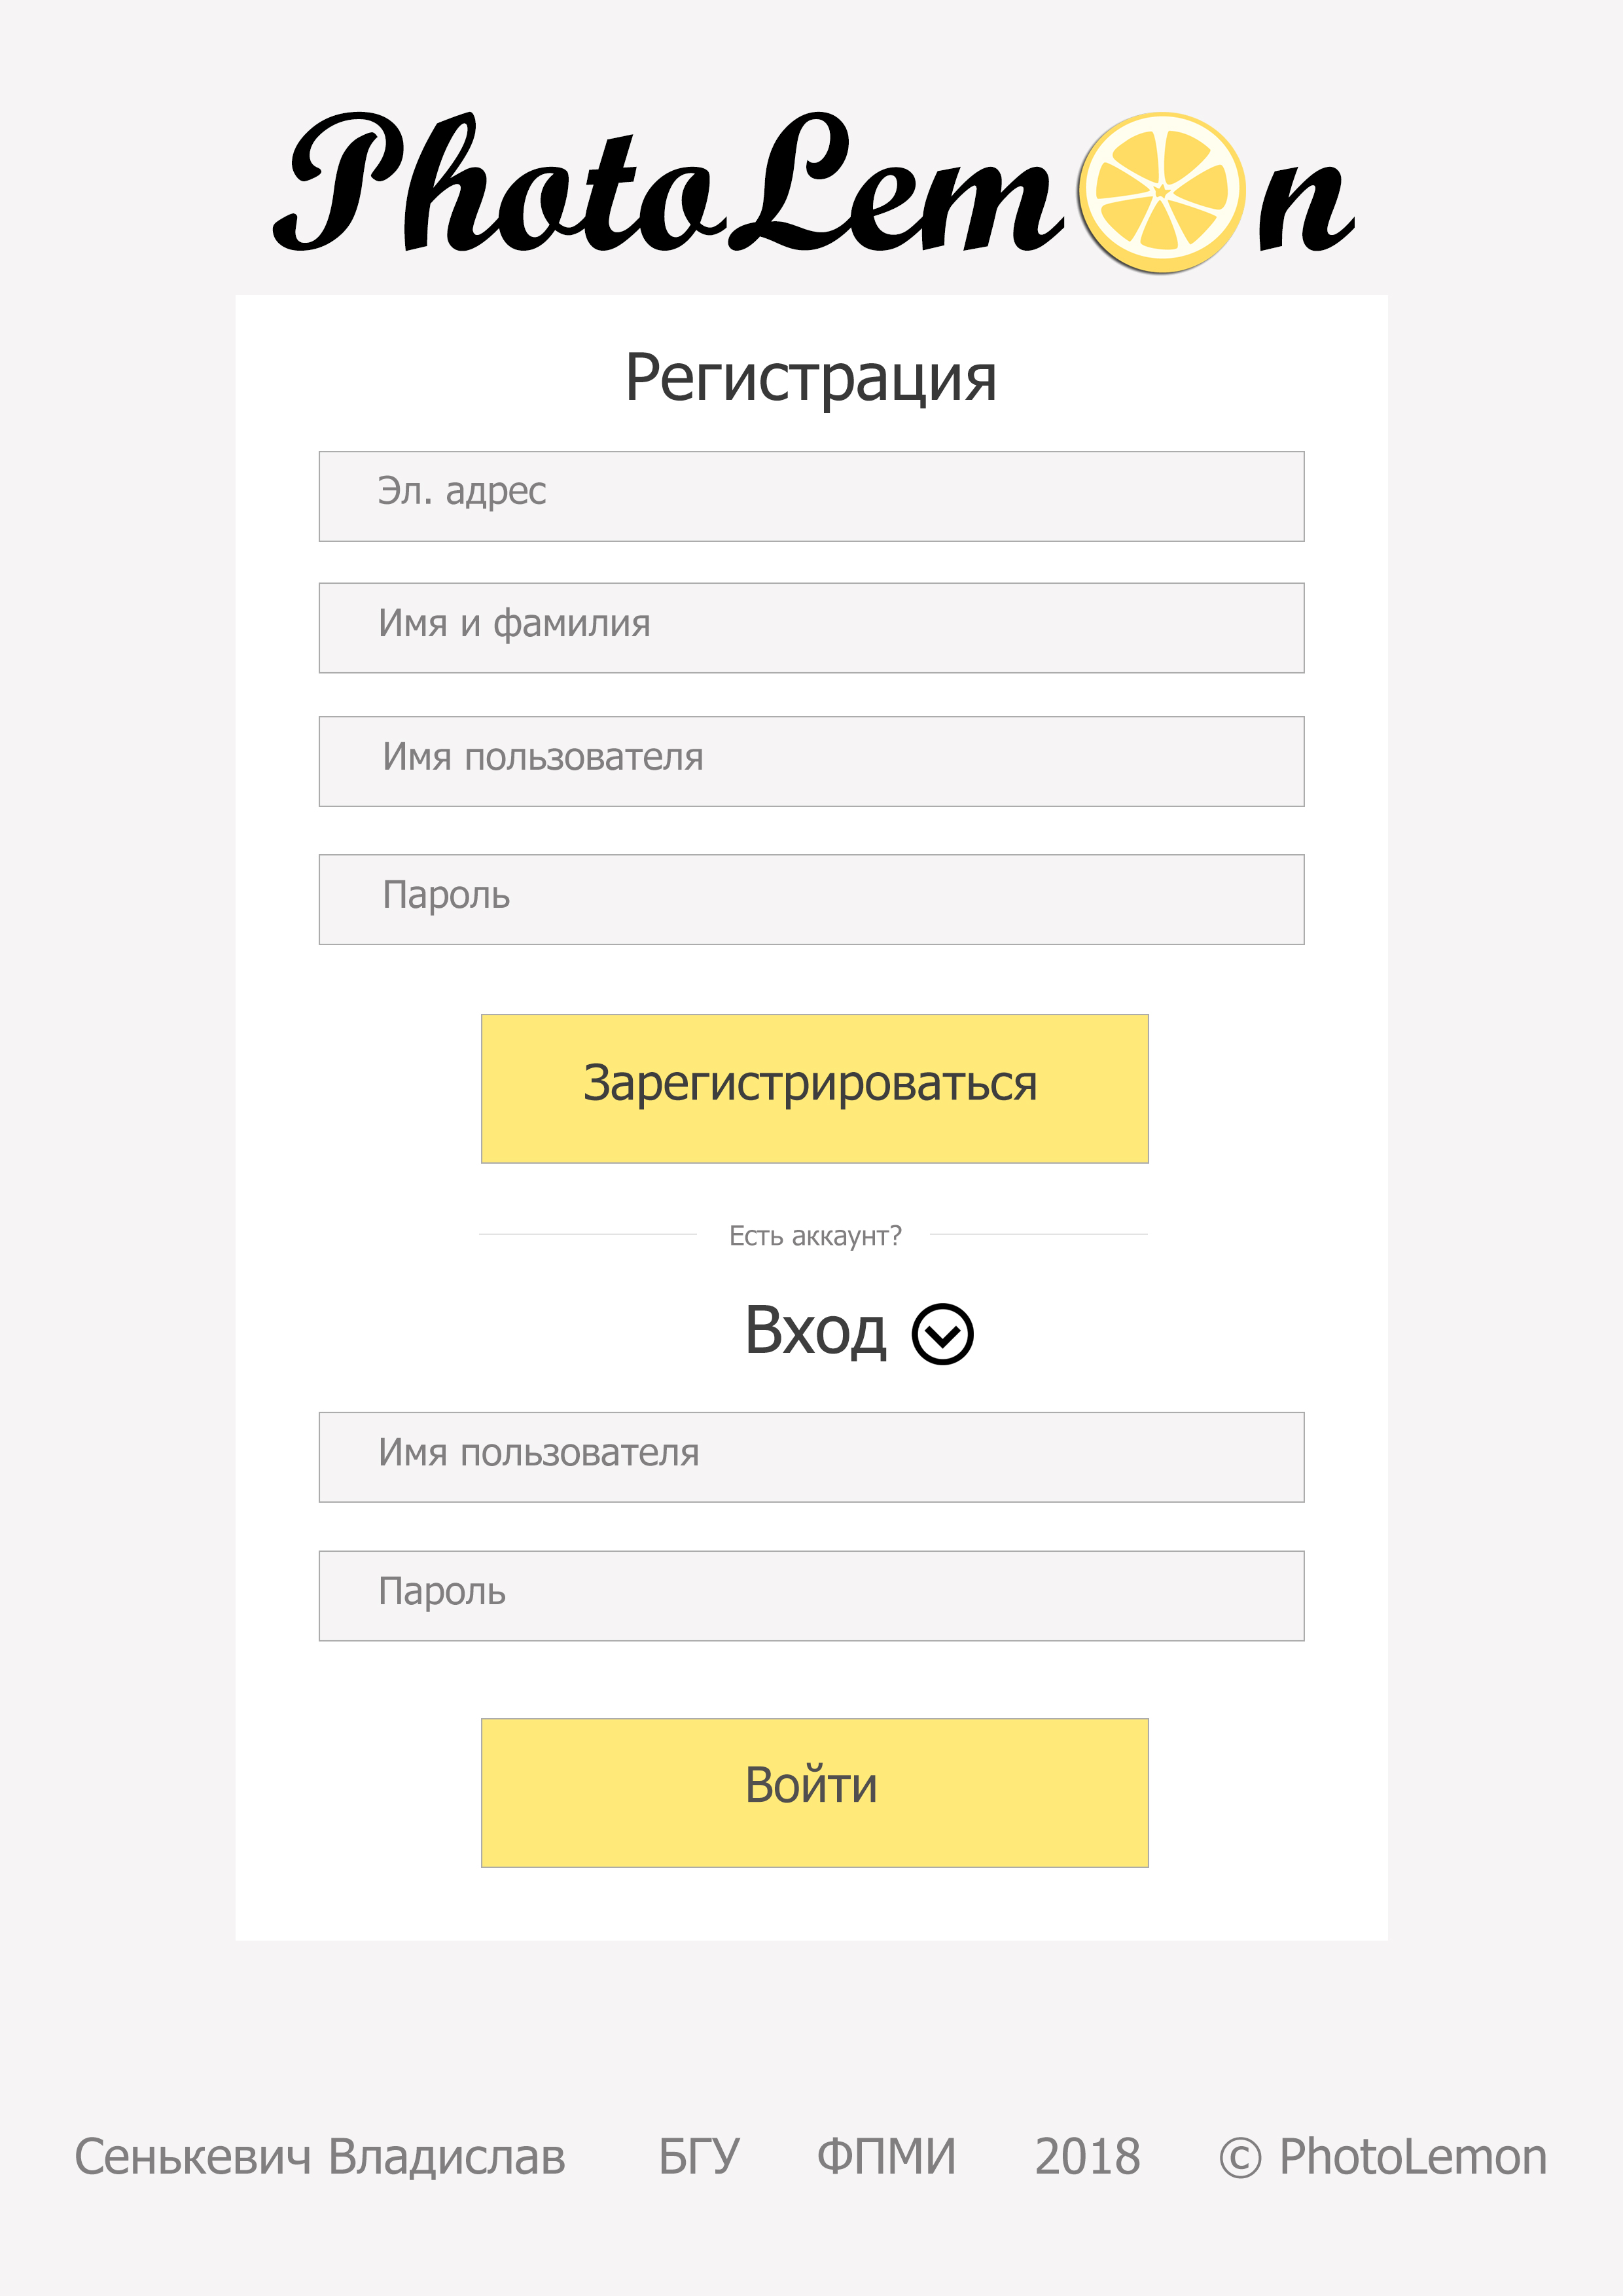 PhotoLemon
Регистрация
Эл. адрес
Имя и фамилия
Имя пользователя
Пароль
Зарегистрироваться
Есть аккаунт?
Вход
Имя пользователя
Пароль
Войти
Сенькевич Владислав БГУ ФПМИ 2018 © PhotoLemon